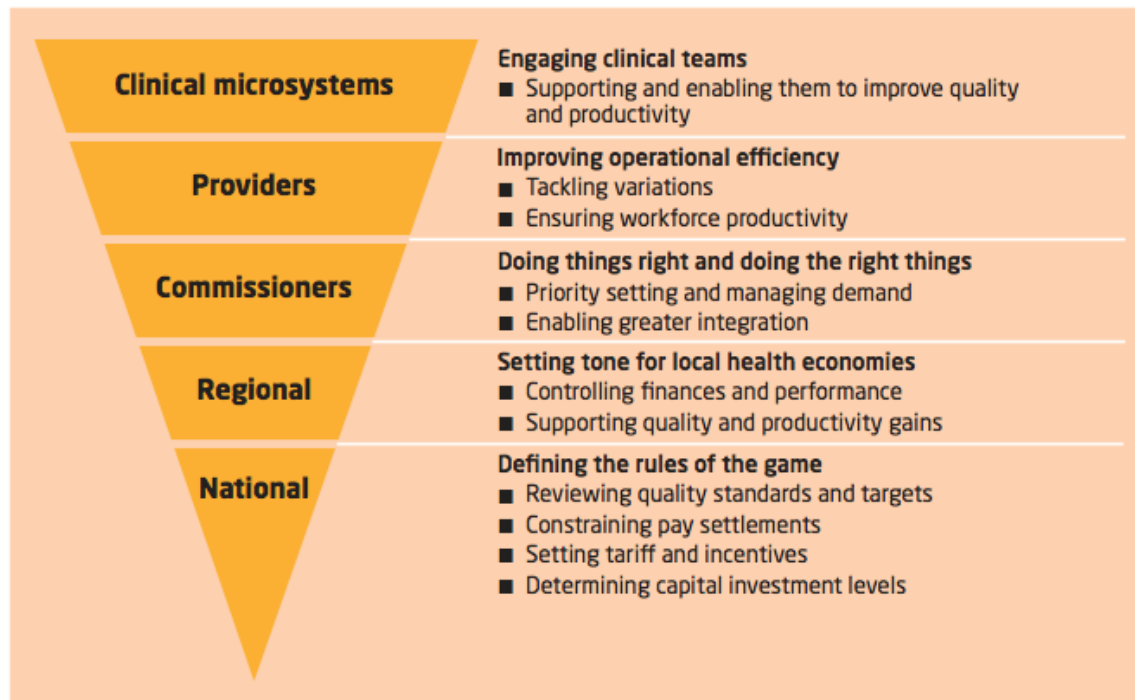 Clinical microsystems
Engaging clinical teams
■ Supporting and enabling them to improve quality
and productivity
Providers
Improving operational efficiency
■ Tackling variations
■ Ensuring workforce productivity
Commissioners
Doing things right and doing the right things
■ Priority setting and managing demand
■ Enabling greater integration
Regional
Setting tone for local health economies
■ Controlling finances and performance
■ Supporting quality and productivity gains
National
Defining the rules of the game
■ Reviewing quality standards and targets
■ Constraining pay settlements
■ Setting tariff and incentives
■ Determining capital investment levels